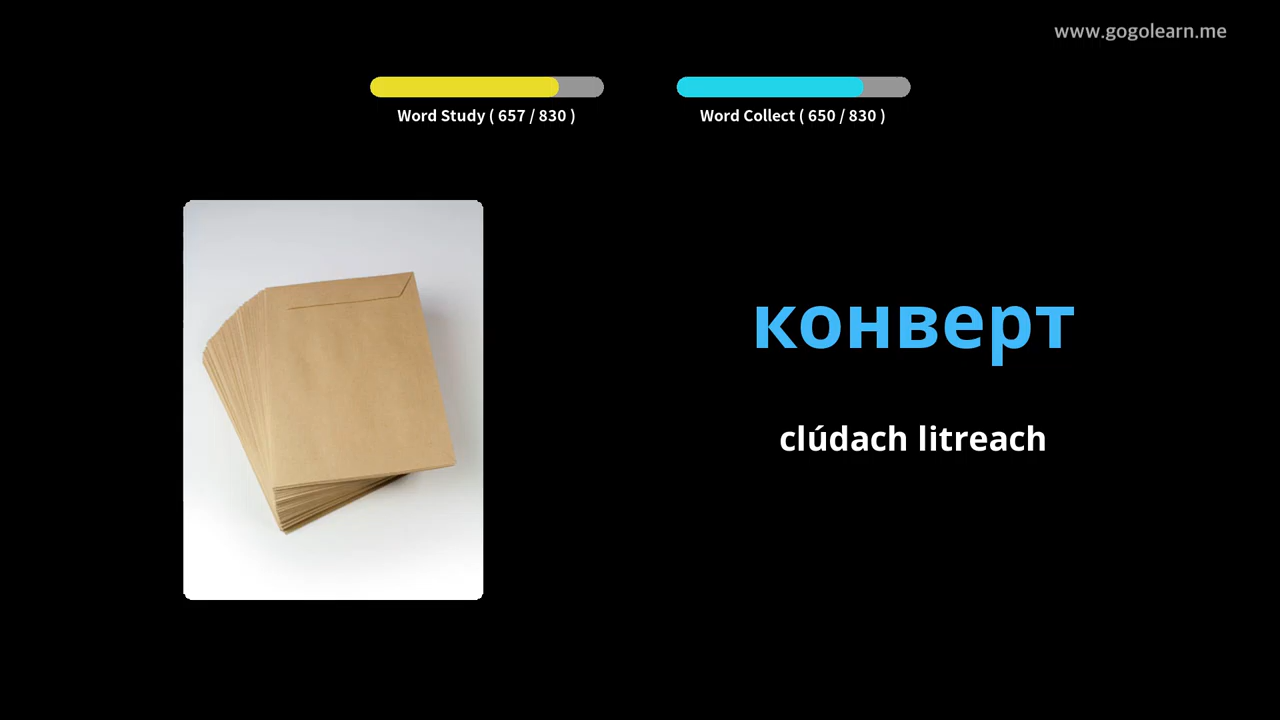 www.gogolearn.me
Word Study ( 657 / 830 )
Word Collect ( 650 / 830 )
конверт
clúdach litreach